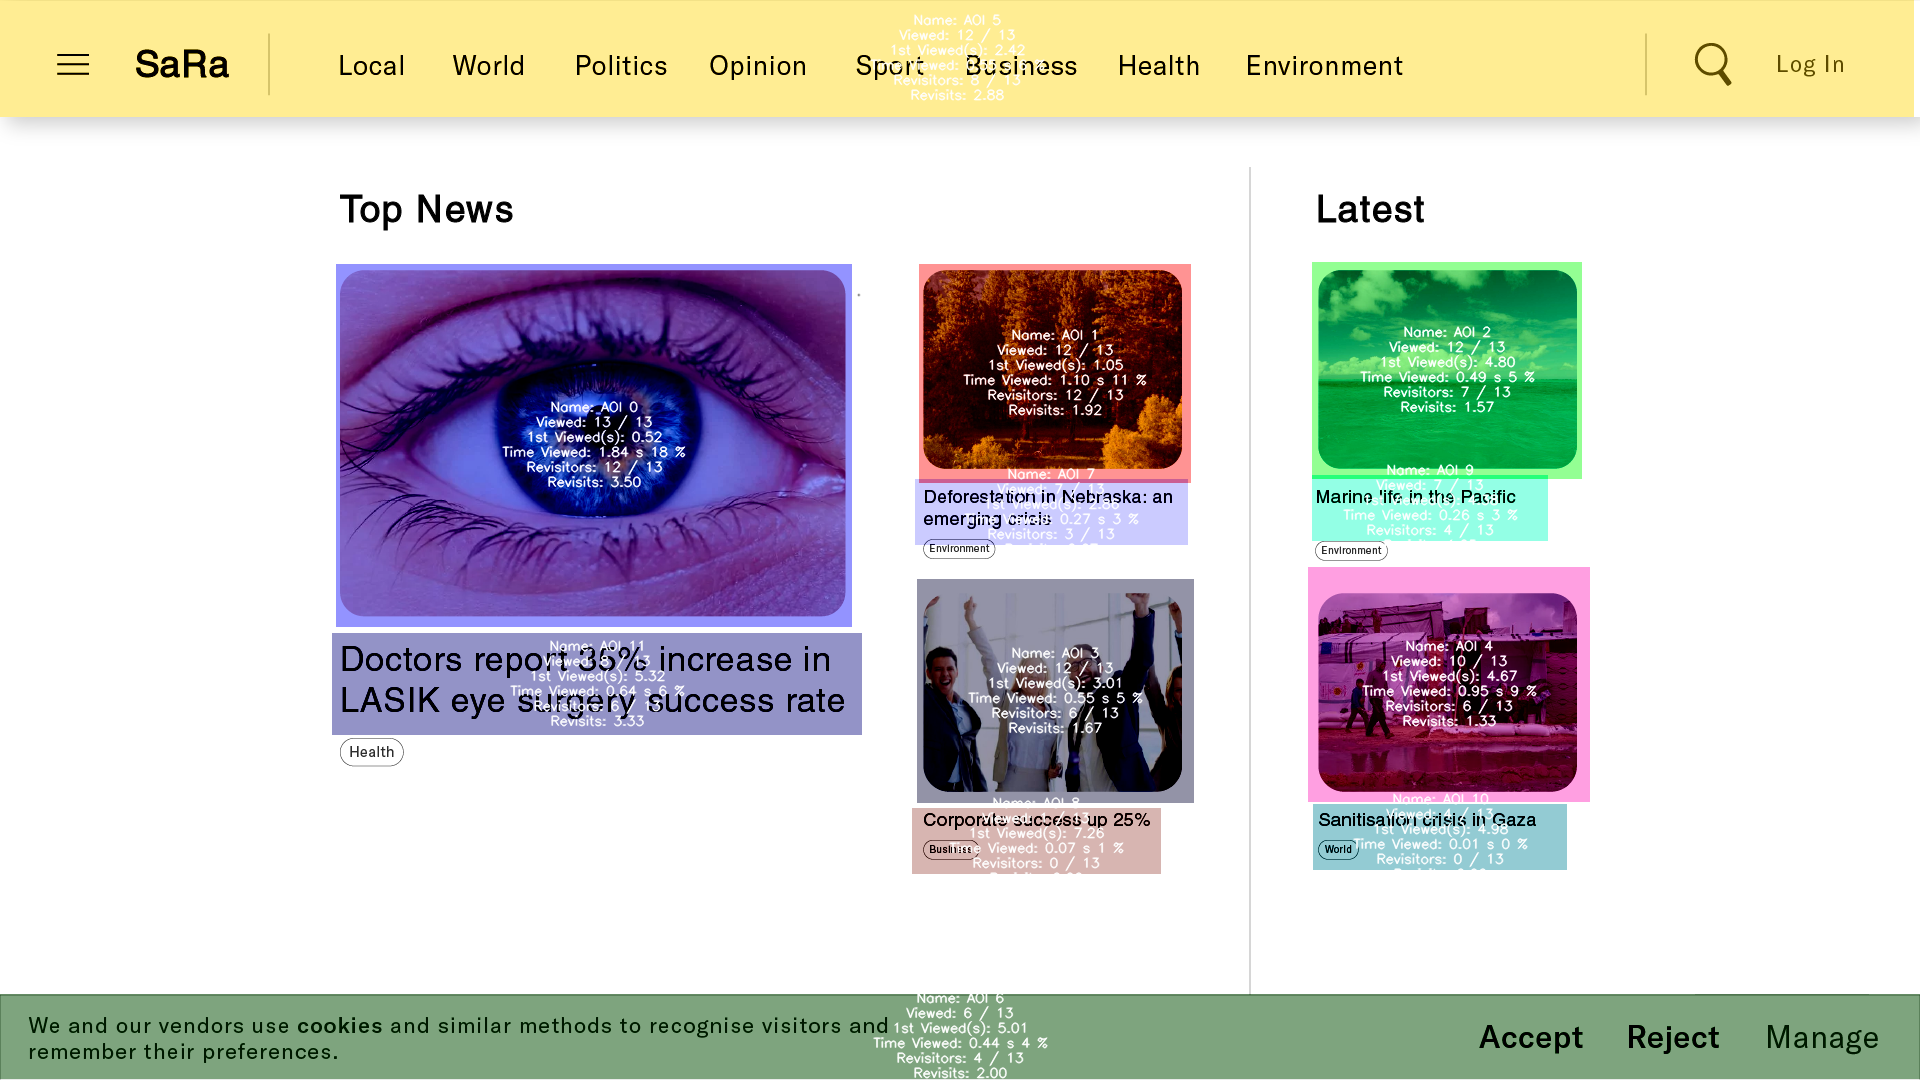 SaRa
Local World Politics Opinion Sport Business Health Environment
Log In
Name: AOI 5
Viewed: 12 / 13
1st Viewed(s): 2.42
Revisitors: 8 / 13
Revisits: 2.88
Top News
Latest
Name: AOI 0
Viewed: 13 / 13
1st Viewed(s): 0.52
Time Viewed: 1.84 s 18 %
Revisitors: 12 / 13
Revisits: 3.50
Name: AOI 11
1st Viewed(s): 5.32
Time Viewed: 0.64 s 6 %
Revisitors: 6 / 13
Revisits: 3.33
Doctors report 35% increase in
LASIK eye surgery success rate
Health
Name: AOI 1
Viewed: 12 / 13
1st Viewed(s): 1.05
Time Viewed: 1.10 s 11 %
Revisitors: 12 / 13
Revisits: 1.92
Name: AOI 7
Viewed: 7 / 13
1st Viewed(s): 2.86
Time Viewed: 0.27 s 3 %
Revisitors: 3 / 13
Deforestation in Nebraska: an
emerging crisis
Environment
Name: AOI 3
Viewed: 12 / 13
1st Viewed(s): 3.01
Time Viewed: 0.55 s 5 %
Revisitors: 6 / 13
Revisits: 1.67
Name: AOI 8
1st Viewed(s): 7.26
Time Viewed: 0.07 s 1 %
Revisitors: 0 / 13
Corporate success up 25%
Business
Name: AOI 2
Viewed: 12 / 13
1st Viewed(s): 4.80
Time Viewed: 0.49 s 5 %
Revisitors: 7 / 13
Revisits: 1.57
Name: AOI 9
Viewed: 7 / 13
Time Viewed: 0.26 s 3 %
Revisitors: 4 / 13
Marine life in the Pacific
Environment
Name: AOI 4
Viewed: 10 / 13
1st Viewed(s): 4.67
Time Viewed: 0.95 s 9 %
Revisitors: 6 / 13
Revisits: 1.33
Name: AOI 10
Viewed: 4 / 13
1st Viewed(s): 4.98
Time Viewed: 0.01 s 0 %
Revisitors: 0 / 13
Sanitisation crisis in Gaza
World
Name: AOI 6
Viewed: 6 / 13
1st Viewed(s): 5.01
Time Viewed: 0.44 s 4 %
Revisitors: 4 / 13
Revisits: 2.00
We and our vendors use cookies and similar methods to recognise visitors and
remember their preferences.
Accept Reject Manage